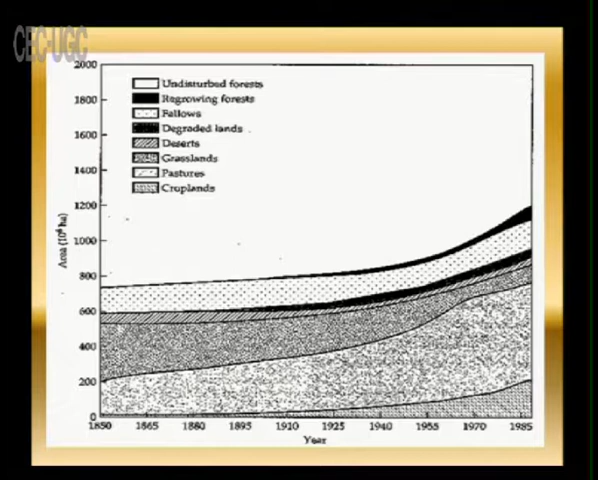 CEC-UGC
2000
1800
1600
1400
1200
1000
800
600
400
200
0
Area (10⁶ ha)
Undisturbed forests
Regrowing forests
Fallows
Degraded lands
Deserts
Grasslands
Pastures
Croplands
1850 1865 1880 1895 1910 1925 1940 1955 1970 1985
Year